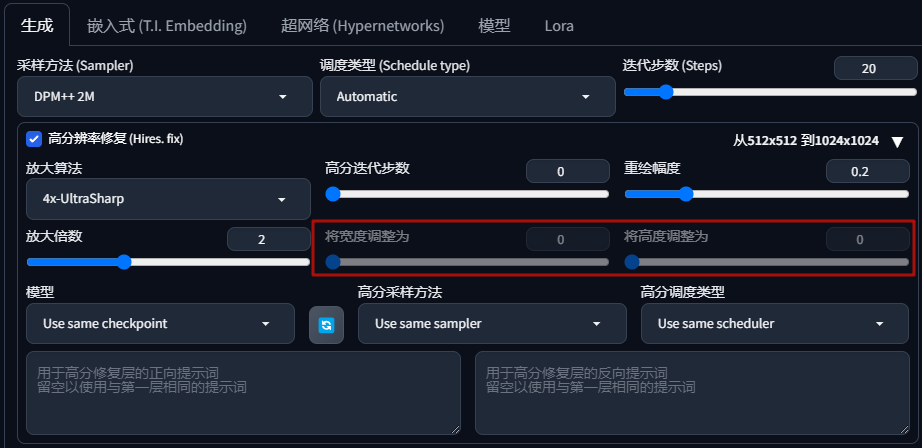 生成 嵌入式 (T.I. Embedding) 超网络 (Hypernetworks) 模型 Lora
采样方法 (Sampler) 调度类型 (Schedule type) 迭代步数 (Steps) 20
DPM++ 2M Automatic
高分辨率修复 (Hires. fix) 从512x512 到1024x1024
放大算法 高分迭代步数 0 重绘幅度 0.2
4x-UltraSharp
放大倍数 2 将宽度调整为 0 将高度调整为 0
模型 高分采样方法 高分调度类型
Use same checkpoint Use same sampler Use same scheduler
用于高分修复层的正向提示词
留空以使用与第一层相同的提示词
用于高分修复层的反向提示词
留空以使用与第一层相同的提示词